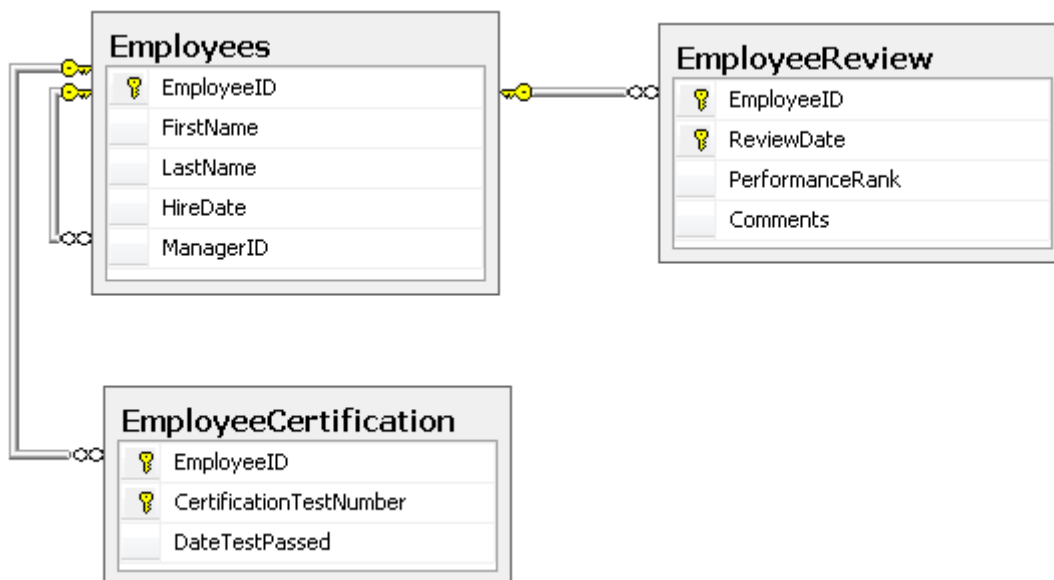 Employees
EmployeeID
FirstName
LastName
HireDate
ManagerID
EmployeeReview
EmployeeID
ReviewDate
PerformanceRank
Comments
EmployeeCertification
EmployeeID
CertificationTestNumber
DateTestPassed